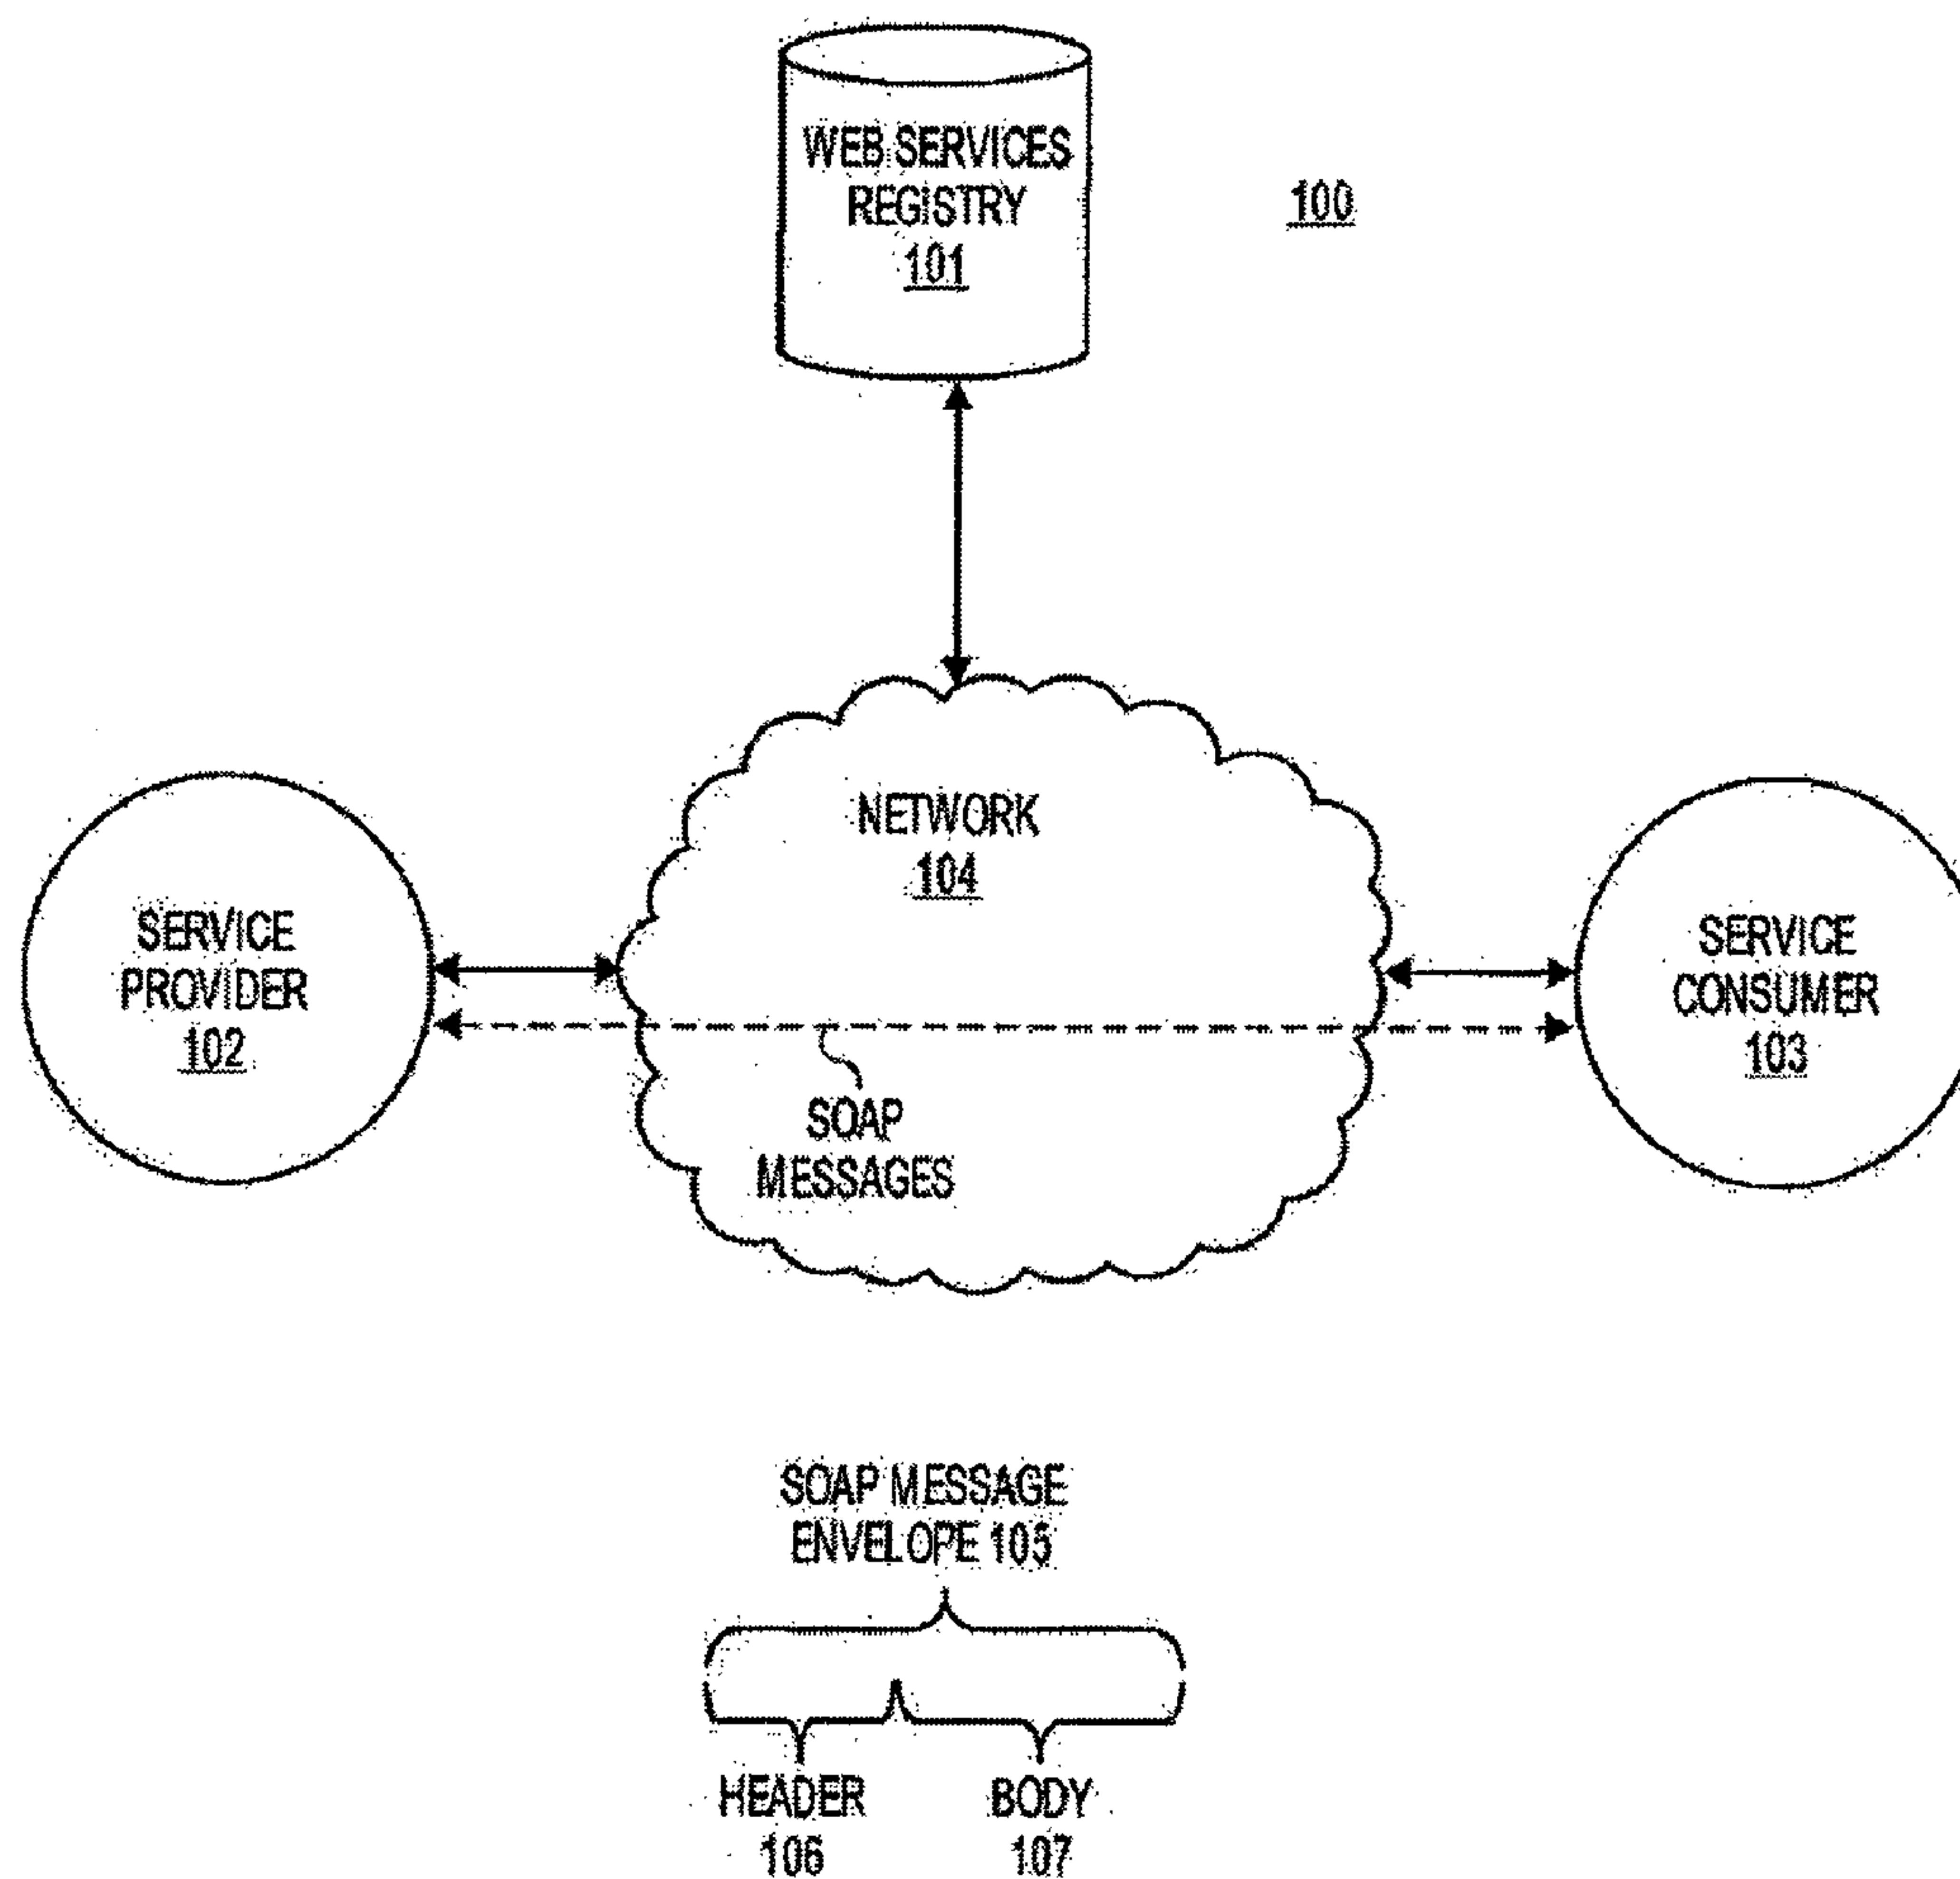 WEB SERVICES
REGISTRY
101
100
NETWORK
104
SERVICE
PROVIDER
102
SERVICE
CONSUMER
103
SOAP
MESSAGES
SOAP MESSAGE
ENVELOPE 105
HEADER
106
BODY
107